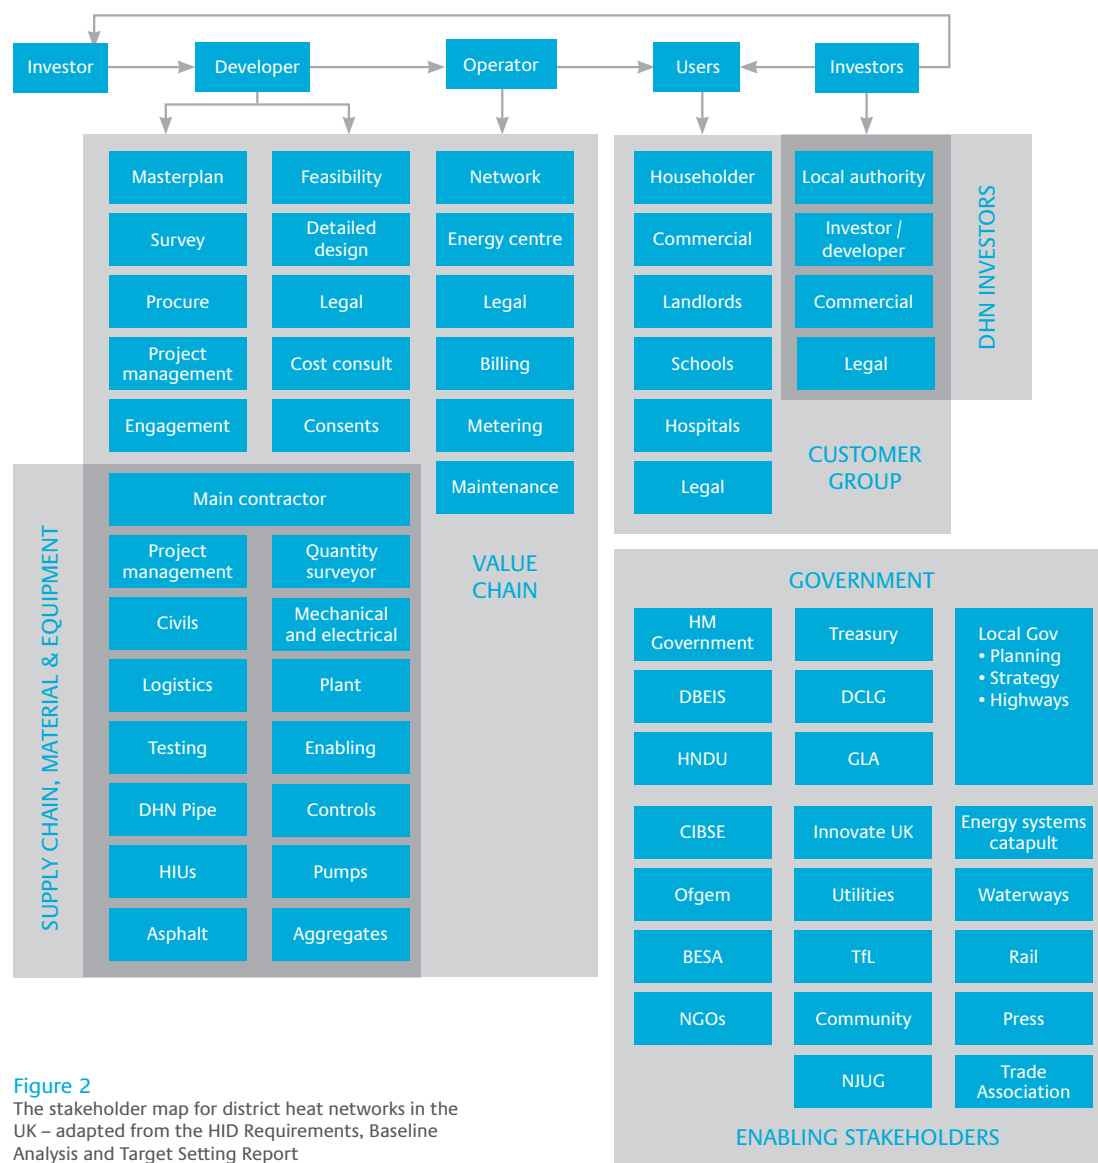 Investor
Developer
Operator
Users
Investors
Masterplan
Survey
Procure
Project
management
Engagement
Feasibility
Detailed
design
Legal
Cost consult
Consents
Network
Energy centre
Legal
Billing
Metering
Maintenance
VALUE
CHAIN
Main contractor
Project
management
Civils
Logistics
Testing
DHN Pipe
HIUs
Asphalt
Quantity
surveyor
Mechanical
and electrical
Plant
Enabling
Controls
Pumps
Aggregates
SUPPLY CHAIN, MATERIAL & EQUIPMENT
Householder
Commercial
Landlords
Schools
Hospitals
Legal
Local authority
Investor /
developer
Commercial
Legal
DHN INVESTORS
CUSTOMER
GROUP
GOVERNMENT
HM
Government
Treasury
Local Gov
• Planning
• Strategy
• Highways
DBEIS
DCLG
HNDU
GLA
CIBSE
Innovate UK
Energy systems
catapult
Ofgem
Utilities
Waterways
BESA
TfL
Rail
NGOs
Community
Press
NJUG
Trade
Association
ENABLING STAKEHOLDERS
Figure 2
The stakeholder map for district heat networks in the
UK – adapted from the HID Requirements, Baseline
Analysis and Target Setting Report